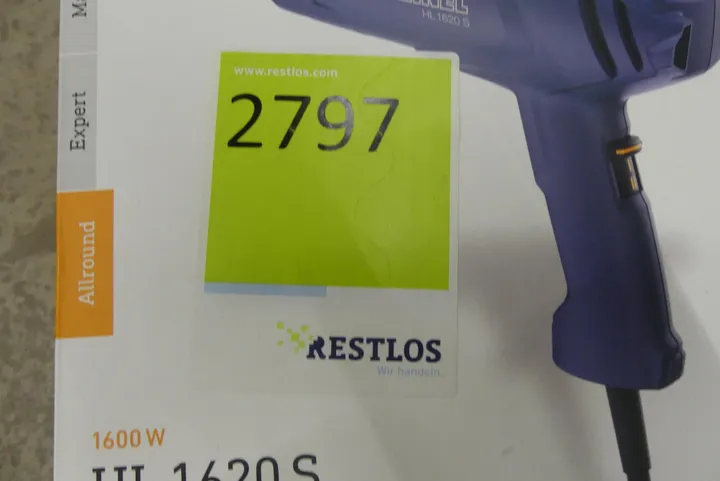 HL 1620 S
Expert
www.restlos.com
2797
Allround
RESTLOS
Wir handeln.
1600 W
HL 1620 S